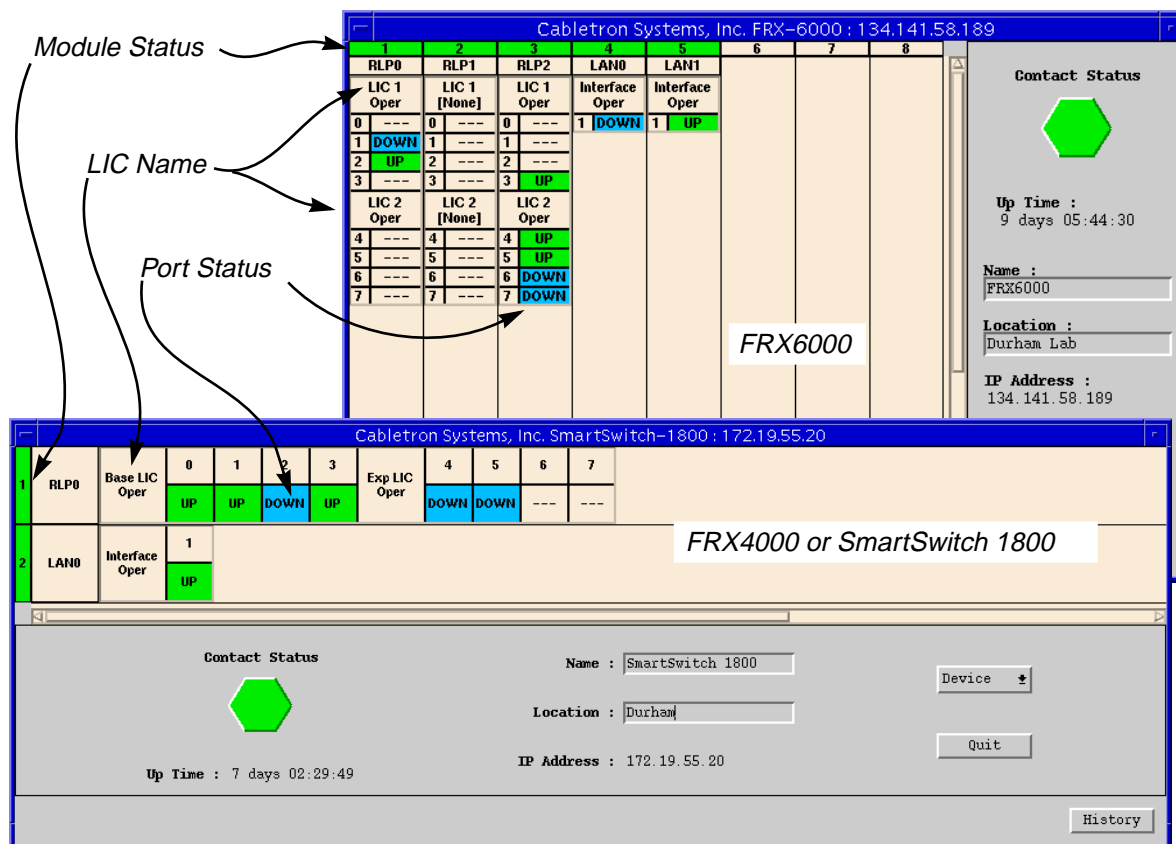 Module Status
LIC Name
Port Status
Cabletron Systems, Inc. FRX-6000 : 134.141.58.189
1 2 3 4 5 6 7 8
RLP0 RLP1 RLP2 LAN0 LAN1
LIC 1 LIC 1 LIC 1 Interface Interface
Oper [None] Oper Oper Oper
0 --- 0 --- 0 --- 1 DOWN 1 UP
1 DOWN 1 --- 1 ---
2 UP 2 --- 2 ---
3 --- 3 --- 3 UP
LIC 2 LIC 2 LIC 2
Oper [None] Oper
4 --- 4 --- 4 UP
5 --- 5 --- 5 UP
6 --- 6 --- 6 DOWN
7 --- 7 --- 7 DOWN
FRX6000
Contact Status
Up Time :
9 days 05:44:30
Name :
FRX6000
Location :
Durham Lab
IP Address :
134.141.58.189
Cabletron Systems, Inc. SmartSwitch-1800 : 172.19.55.20
1 RLP0 Base LIC Oper 0 1 2 3 Exp LIC Oper 4 5 6 7
UP UP DOWN UP DOWN DOWN --- ---
FRX4000 or SmartSwitch 1800
2 LAN0 Interface Oper 1
UP
Contact Status
Up Time : 7 days 02:29:49
Name : SmartSwitch 1800
Location : Durham
IP Address : 172.19.55.20
Device
Quit
History